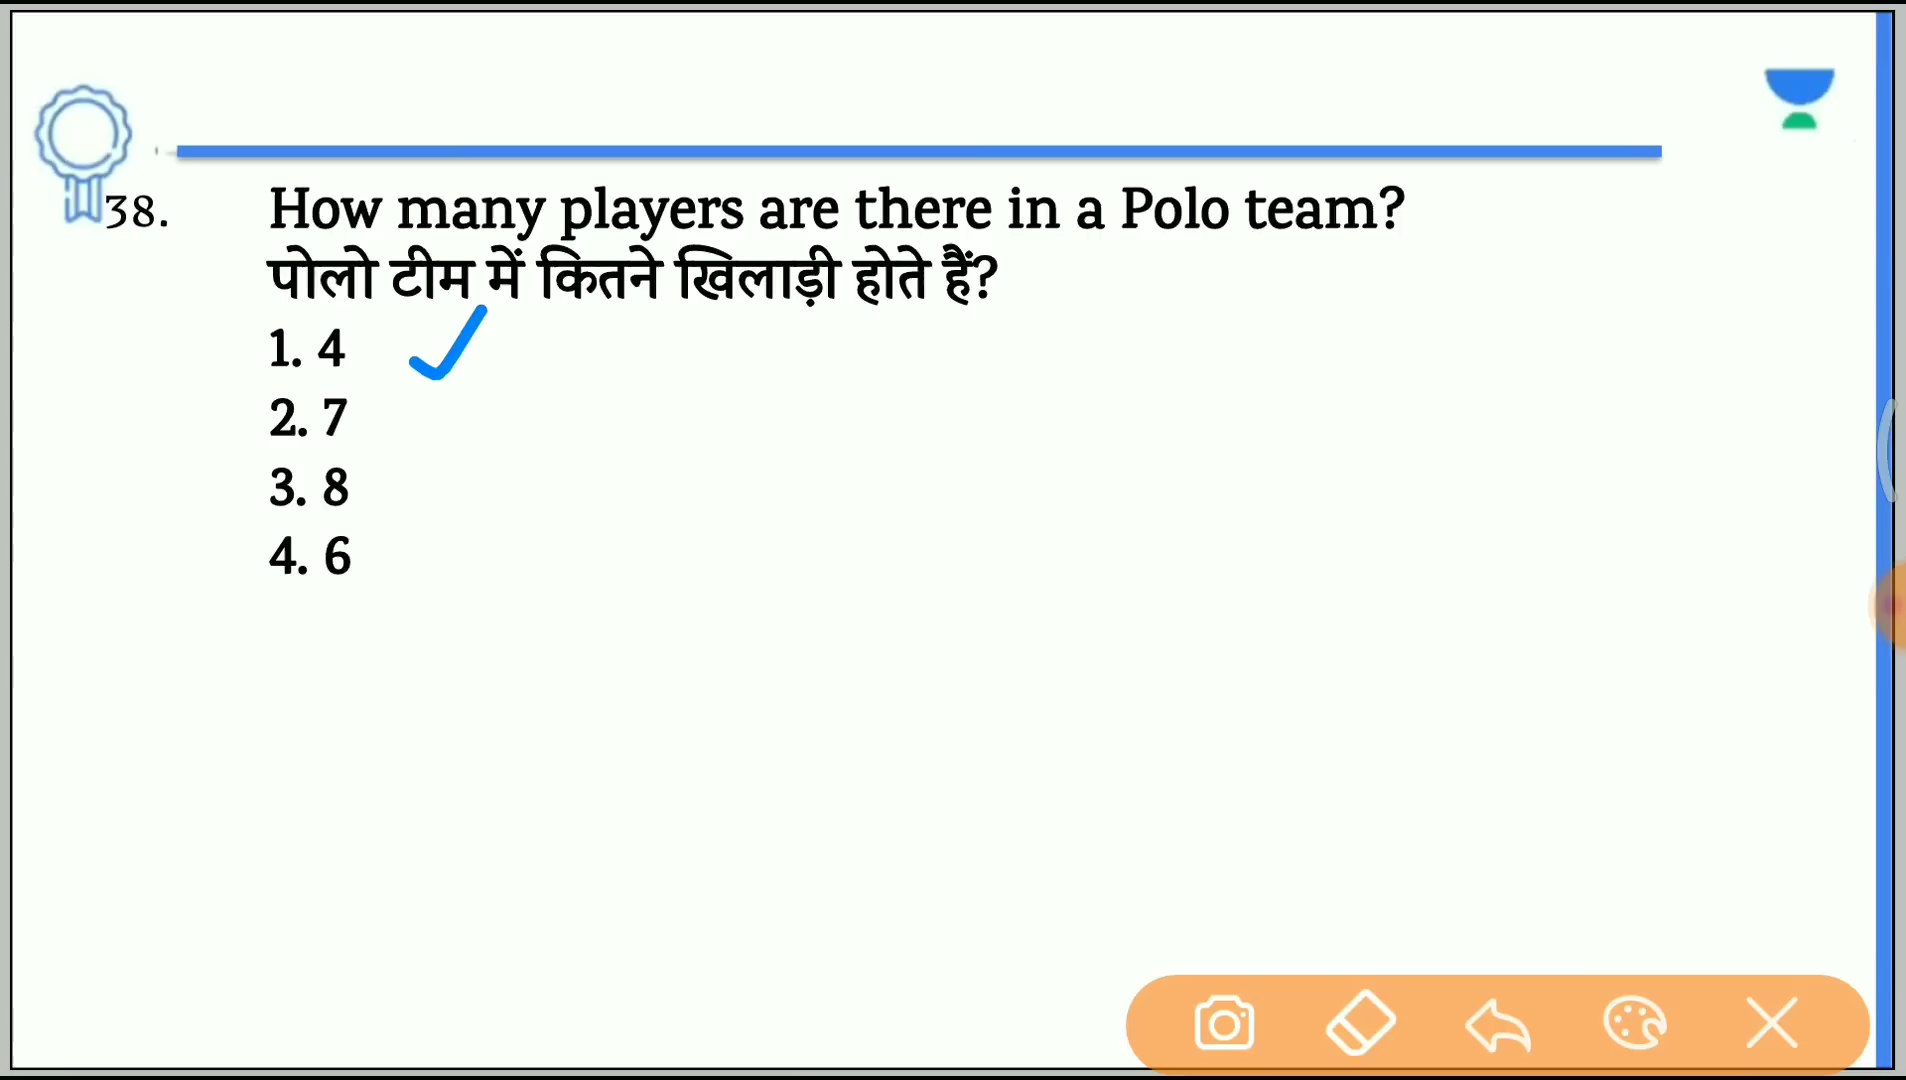 38. How many players are there in a Polo team?
पोलो टीम में कितने खिलाड़ी होते हैं?
1. 4
2. 7
3. 8
4. 6